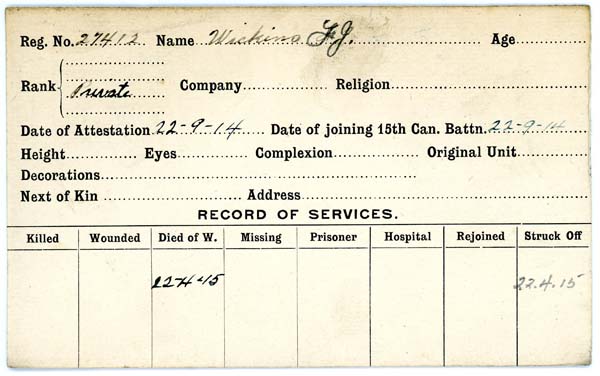 Reg. No. 27412 Name Wickins F.J. Age
Rank Private Company Religion
Date of Attestation 22-9-14 Date of joining 15th Can. Battn. 22-9-14
Height Eyes Complexion Original Unit
Decorations
Next of Kin Address
RECORD OF SERVICES.
Killed Wounded Died of W. Missing Prisoner Hospital Rejoined Struck Off
22-4-15 22.4.15